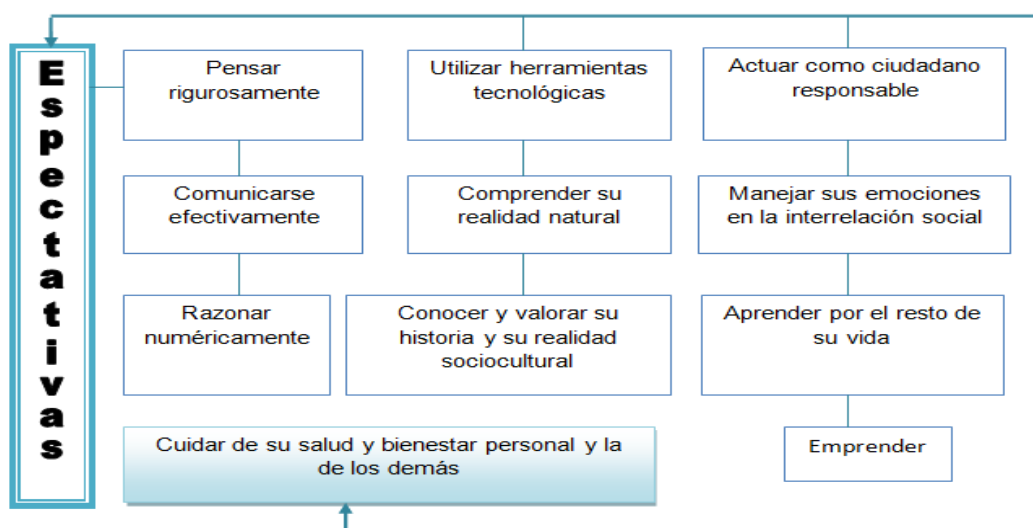 Espectativas
Pensar
rigurosamente
Comunicarse
efectivamente
Razonar
numéricamente
Utilizar herramientas
tecnológicas
Comprender su
realidad natural
Conocer y valorar su
historia y su realidad
sociocultural
Actuar como ciudadano
responsable
Manejar sus emociones
en la interrelación social
Aprender por el resto de
su vida
Emprender
Cuidar de su salud y bienestar personal y la
de los demás